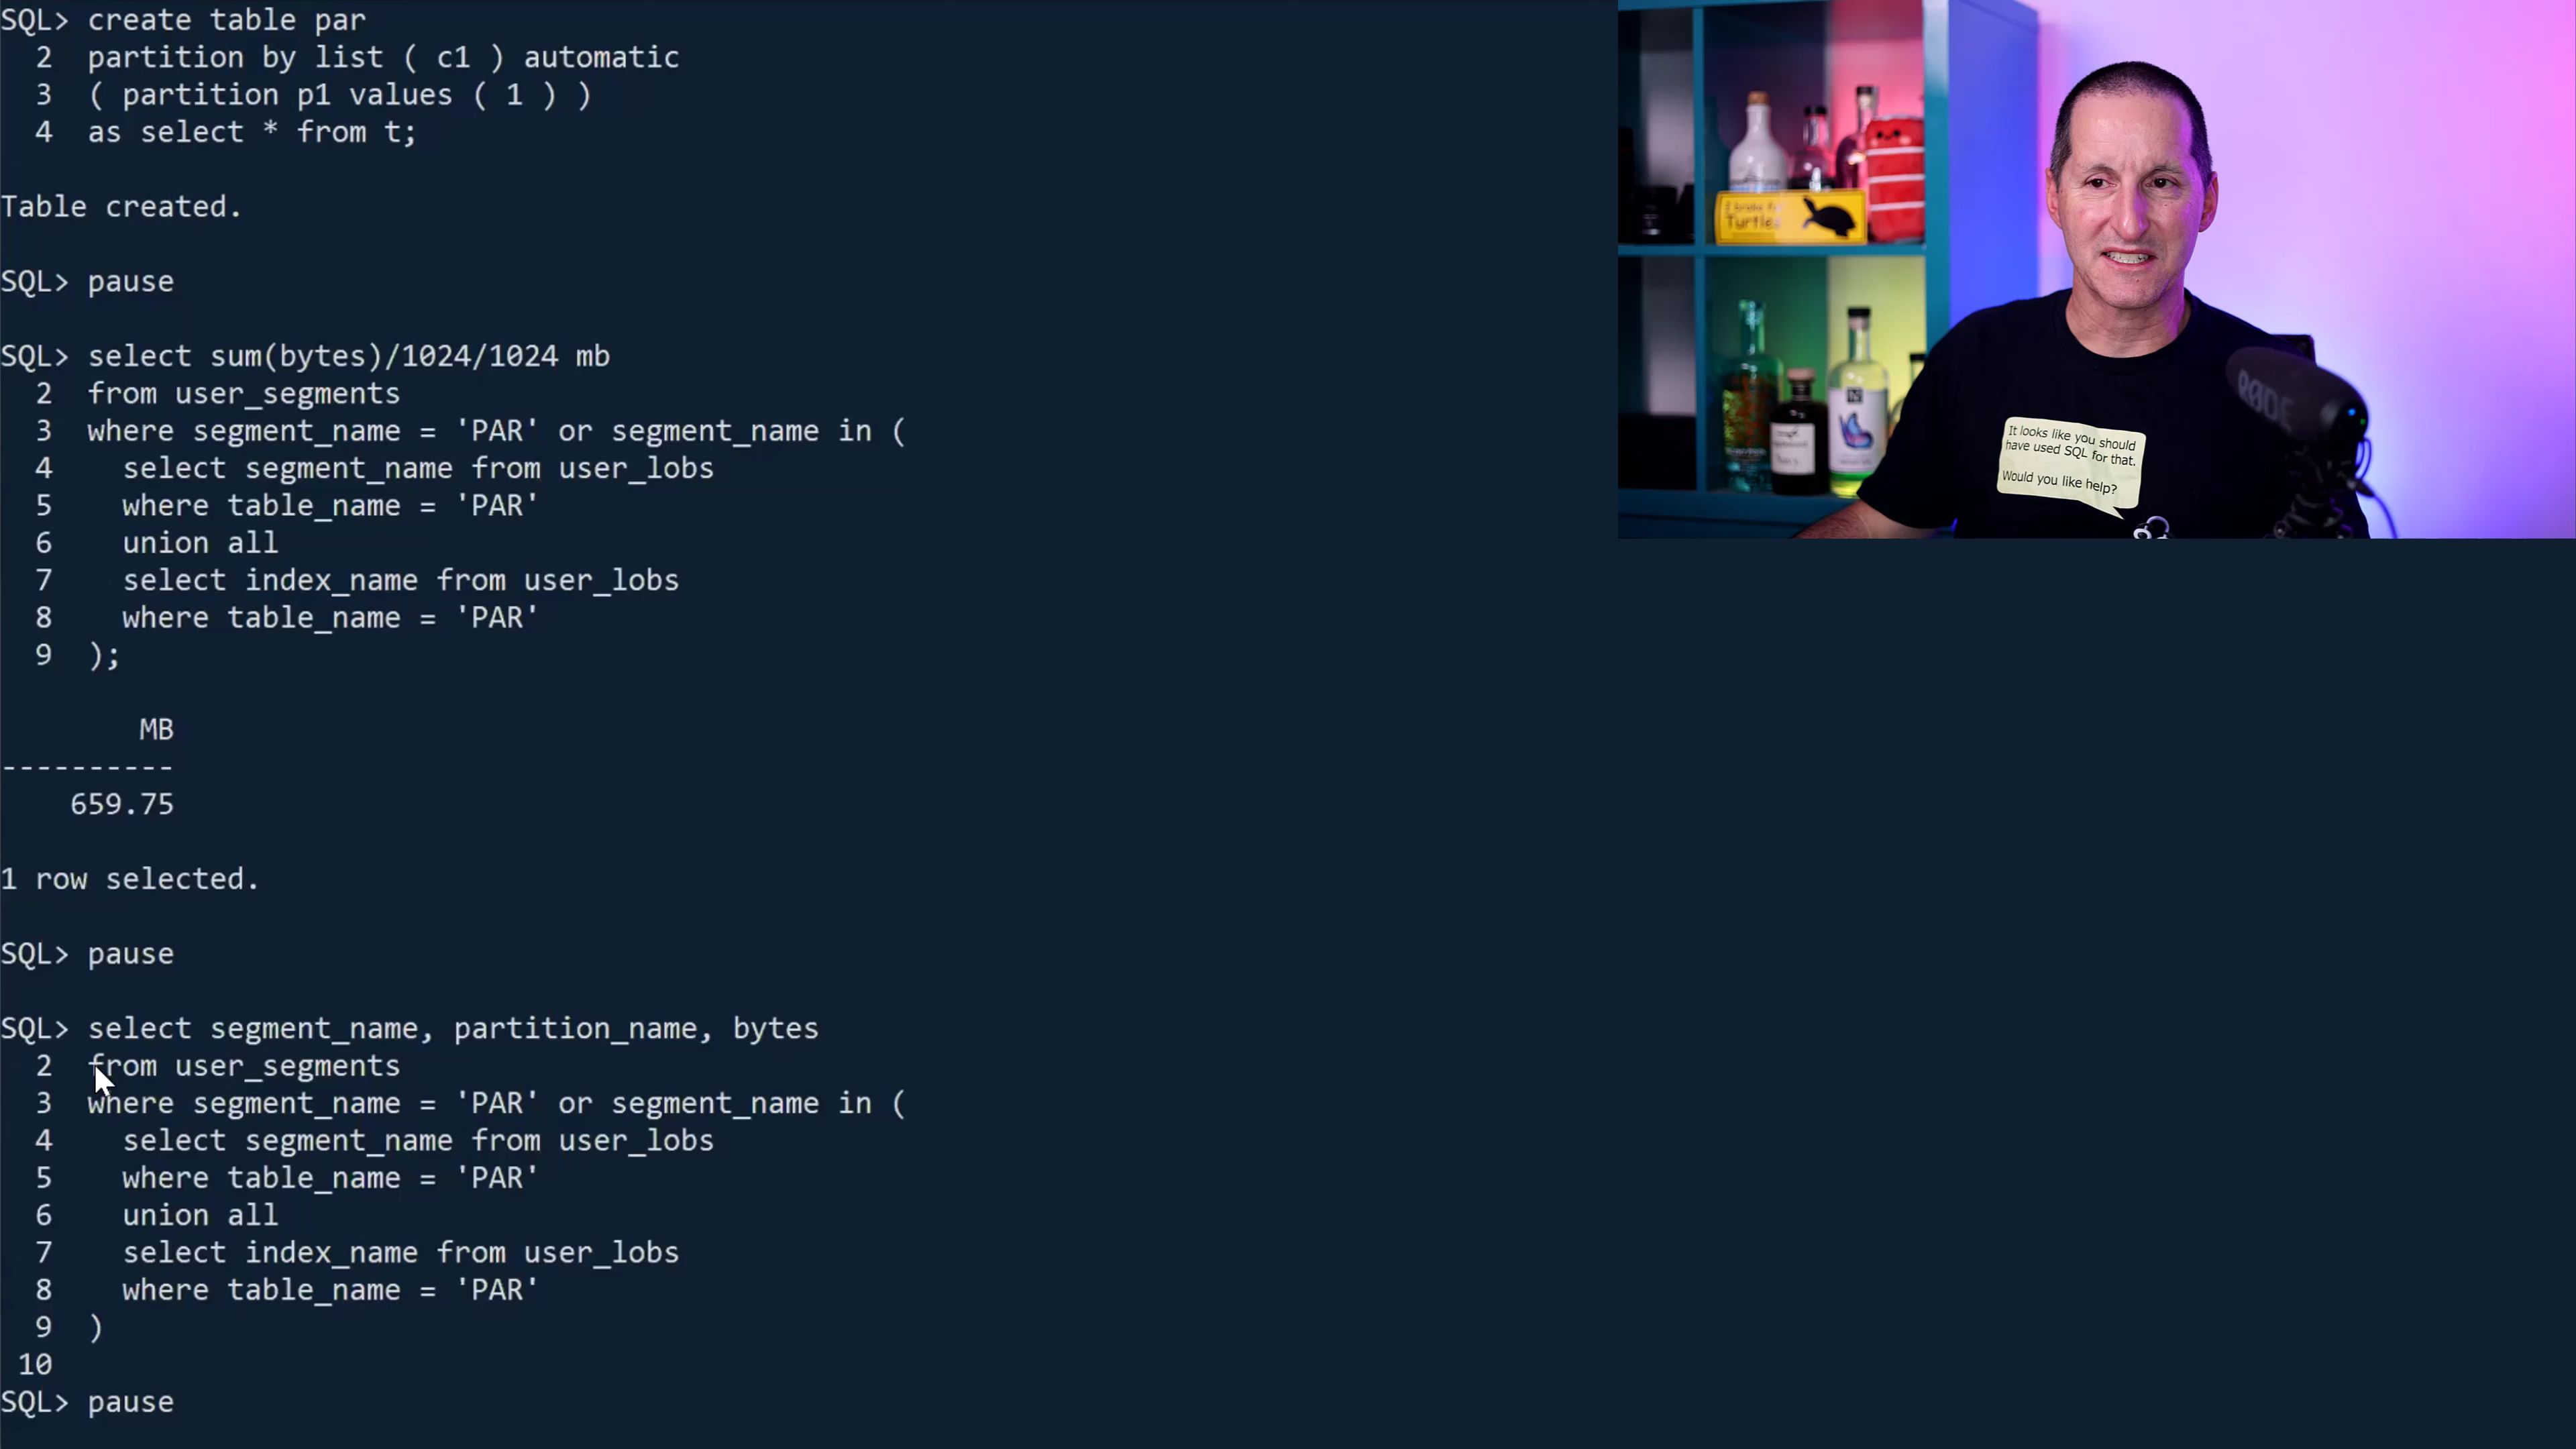 SQL> create table par
2 partition by list ( c1 ) automatic
3 ( partition p1 values ( 1 ) )
4 as select * from t;
Table created.
SQL> pause
SQL> select sum(bytes)/1024/1024 mb
2 from user_segments
3 where segment_name = 'PAR' or segment_name in (
4 select segment_name from user_lobs
5 where table_name = 'PAR'
6 union all
7 select index_name from user_lobs
8 where table_name = 'PAR'
9 );
MB
----------
659.75
1 row selected.
SQL> pause
SQL> select segment_name, partition_name, bytes
2 from user_segments
3 where segment_name = 'PAR' or segment_name in (
4 select segment_name from user_lobs
5 where table_name = 'PAR'
6 union all
7 select index_name from user_lobs
8 where table_name = 'PAR'
9 )
10
SQL> pause
Turtles
It looks like you should
have used SQL for that.
Would you like help?
RØDE